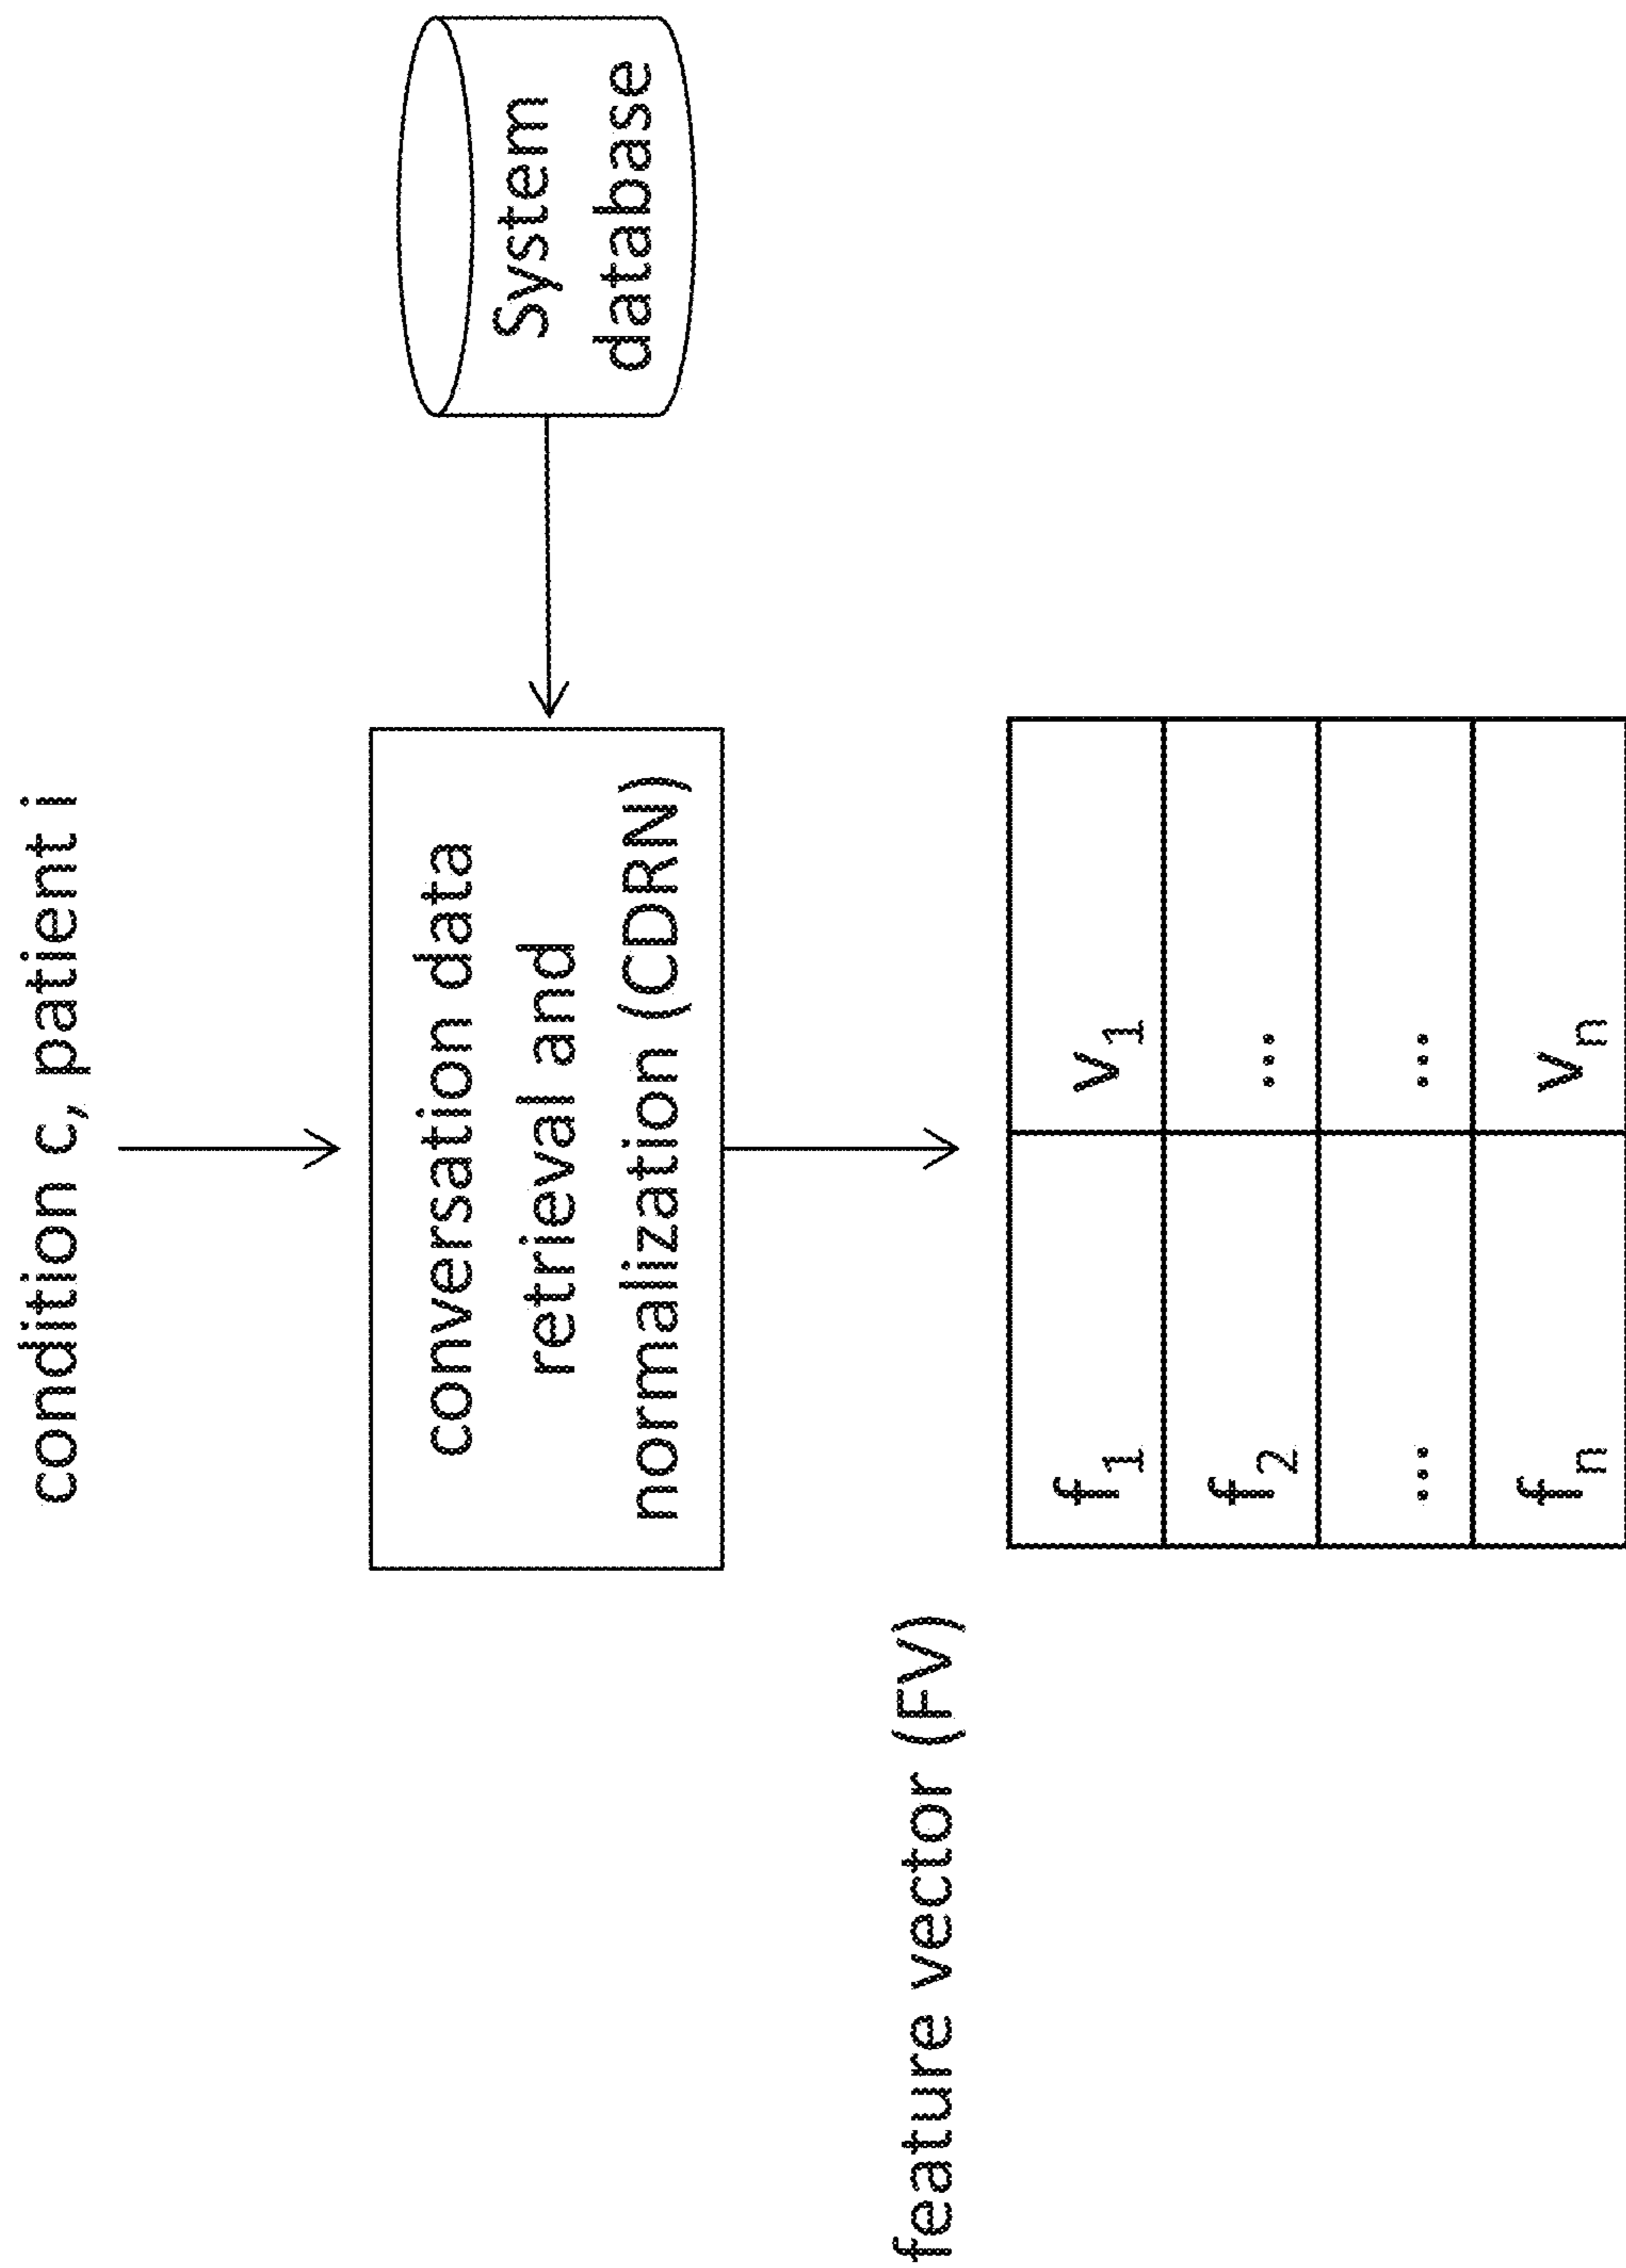 condition c, patient i
conversation data
retrieval and
normalization (CDRN)
System
database
feature vector (FV)
f1 v1
f2 ...
... ...
fn vn